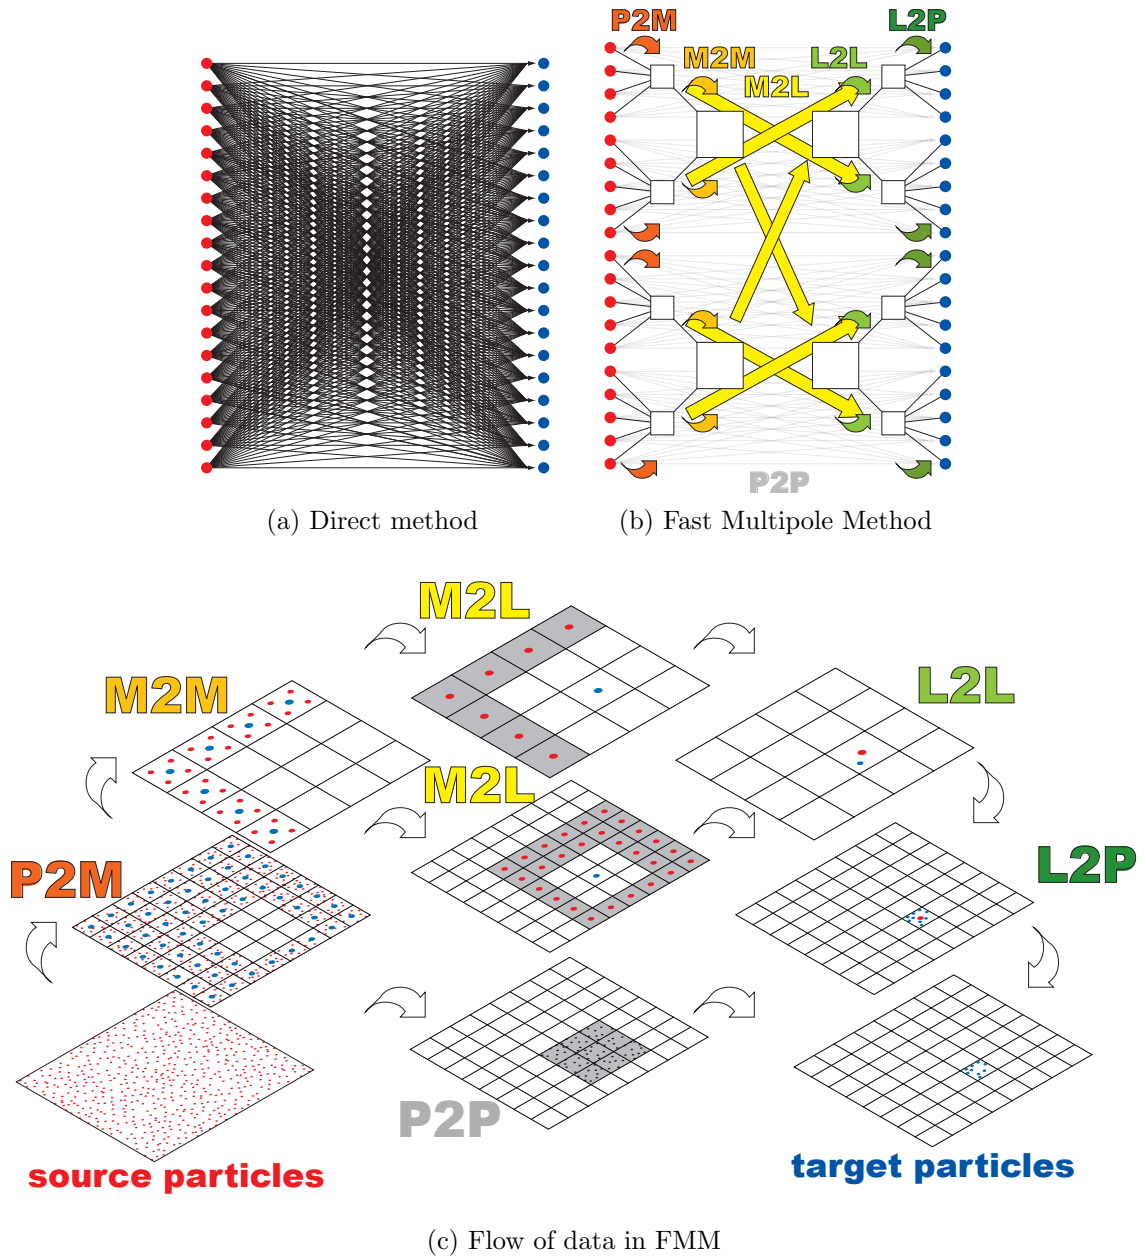 P2M
L2P
M2M
L2L
M2L
P2P
(a) Direct method
(b) Fast Multipole Method
M2L
M2M
L2L
M2L
P2M
L2P
P2P
source particles
target particles
(c) Flow of data in FMM